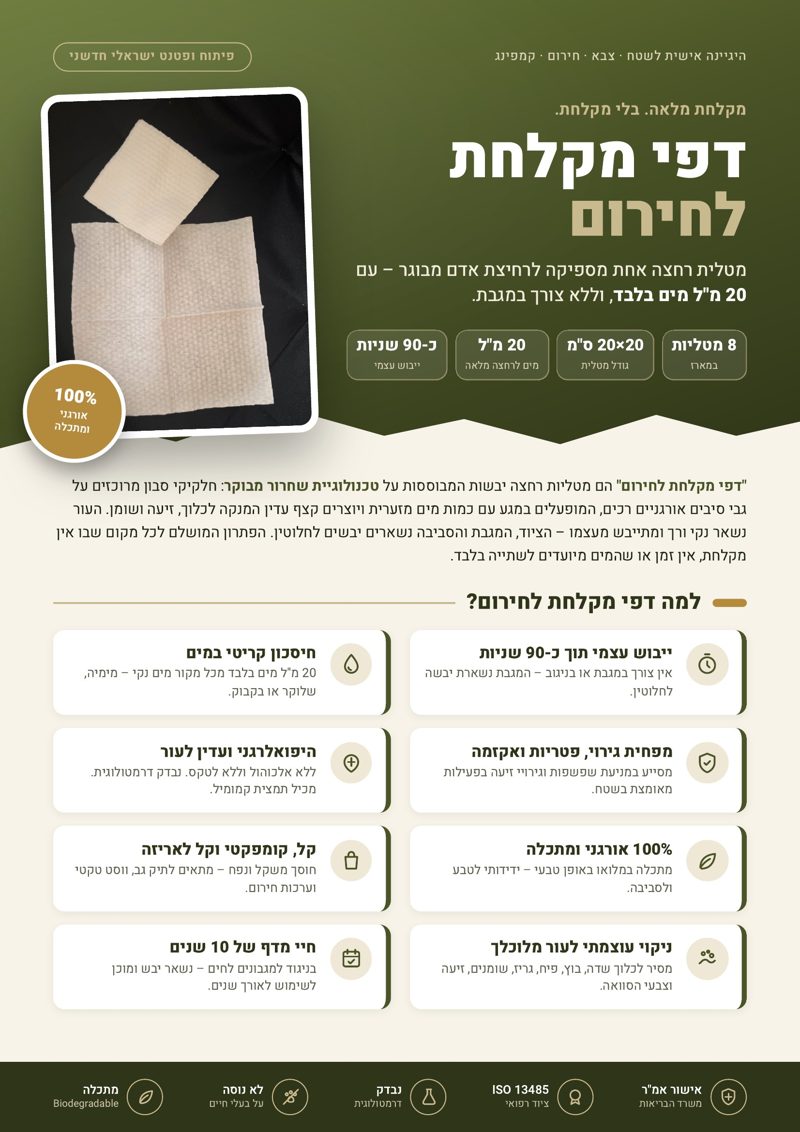 היגיינה אישית לשטח · צבא · חירום · קמפינג
פיתוח ופטנט ישראלי חדשני
מקלחת מלאה. בלי מקלחת.
דפי מקלחת
לחירום
מטלית רחצה אחת מספיקה לרחיצת אדם מבוגר – עם
20 מ"ל מים בלבד, וללא צורך במגבת.
8 מטליות
במארז
20×20 ס"מ
גודל מטלית
20 מ"ל
מים לרחצה מלאה
כ-90 שניות
ייבוש עצמי
100%
אורגני
ומתכלה
"דפי מקלחת לחירום" הם מטליות רחצה יבשות המבוססות על טכנולוגיית שחרור מבוקר: חלקיקי סבון מרוכזים על
גבי סיבים אורגניים רכים, המופעלים במגע עם כמות מים מזערית ויוצרים קצף עדין המנקה לכלוך, זיעה ושומן. העור
נשאר נקי ורך ומתייבש מעצמו – הציוד, המגבת והסביבה נשארים יבשים לחלוטין. הפתרון המושלם לכל מקום שבו אין
מקלחת, אין זמן או שהמים מיועדים לשתייה בלבד.
למה דפי מקלחת לחירום?
ייבוש עצמי תוך כ-90 שניות
אין צורך במגבת או בניגוב – המגבת נשארת יבשה
לחלוטין.
חיסכון קריטי במים
20 מ"ל מים בלבד מכל מקור מים נקי – מימיה,
שלוקר או בקבוק.
מפחית גירוי, פטריות ואקזמה
מסייע במניעת שפשפות וגירויי זיעה בפעילות
מאומצת בשטח.
היפואלרגני ועדין לעור
ללא אלכוהול וללא לטקס. נבדק דרמטולוגית.
מכיל תמצית קמומיל.
100% אורגני ומתכלה
מתכלה במלואו באופן טבעי – ידידותי לטבע
ולסביבה.
קל, קומפקטי וקל לאריזה
חוסך משקל ונפח – מתאים לתיק גב, ווסט טקטי
וערכות חירום.
ניקוי עוצמתי לעור מלוכלך
מסיר לכלוך שדה, בוץ, פיח, גריז, שומנים, זיעה
וצבעי הסוואה.
חיי מדף של 10 שנים
בניגוד למגבונים לחים – נשאר יבש ומוכן
לשימוש לאורך שנים.
אישור אמ"ר
משרד הבריאות
ISO 13485
ציוד רפואי
נבדק
דרמטולוגית
לא נוסה
על בעלי חיים
מתכלה
Biodegradable